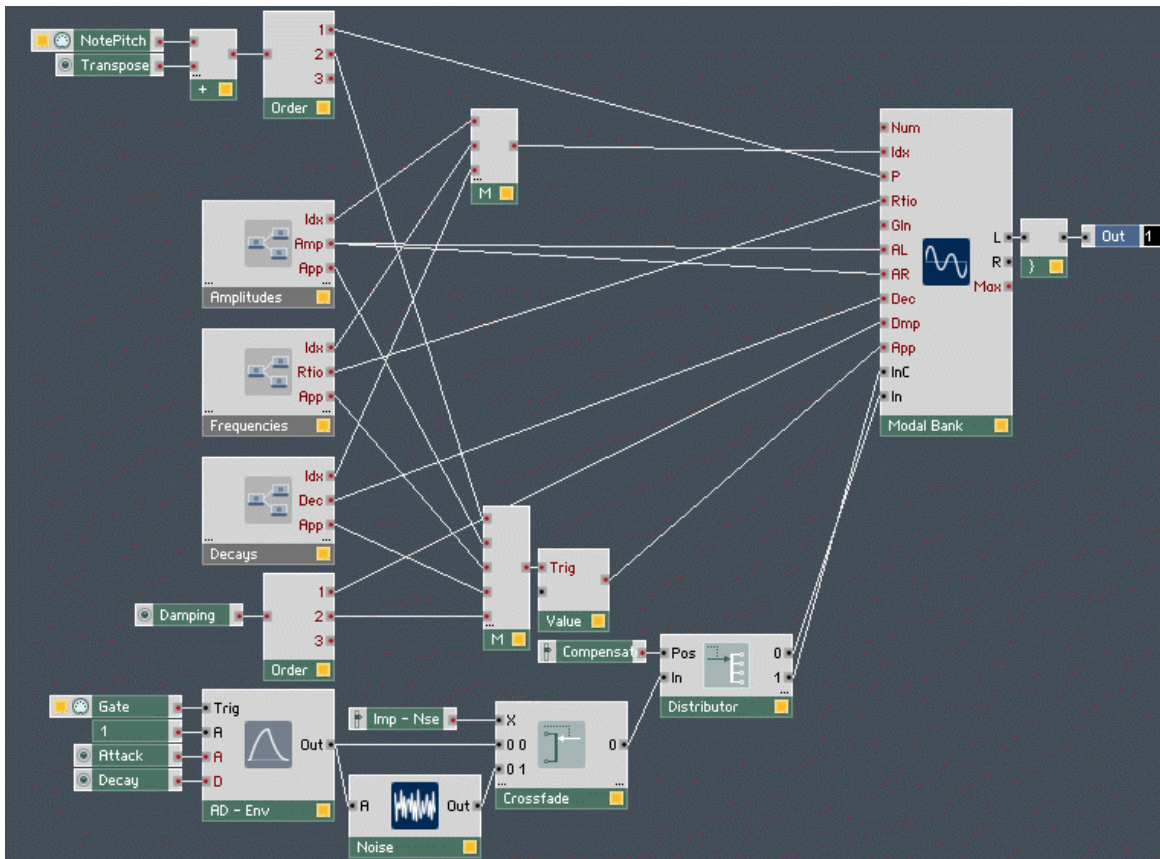 NotePitch
Transpose
+
1
2
3
Order
M
Idx
Amp
App
Amplitudes
Idx
Rtio
App
Frequencies
Idx
Dec
App
Decays
Damping
1
2
3
Order
M
Trig
Value
Gate
1
Attack
Decay
Trig
A
A
D
Out
AD - Env
A
Out
Noise
Imp - Nse
X
0 0
0 1
0
Crossfade
Compensat
Pos
In
0
1
Distributor
Num
Idx
P
Rtio
Gln
AL
AR
Dec
Dmp
App
InC
In
L
R
Max
Modal Bank
}
Out 1